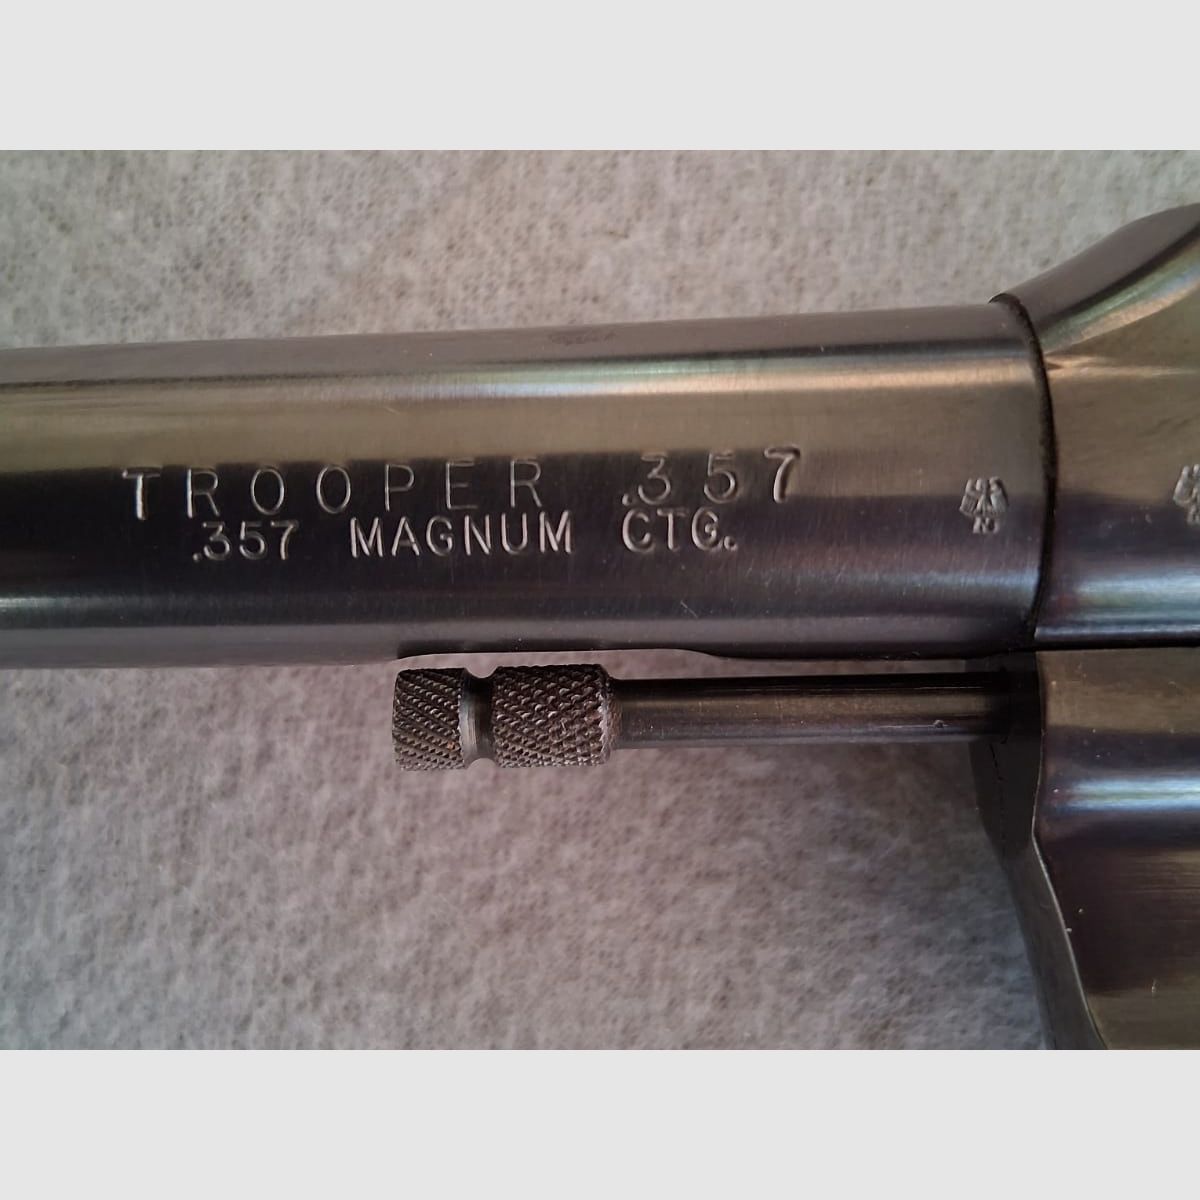 TROOPER .357
.357 MAGNUM CTG.
N